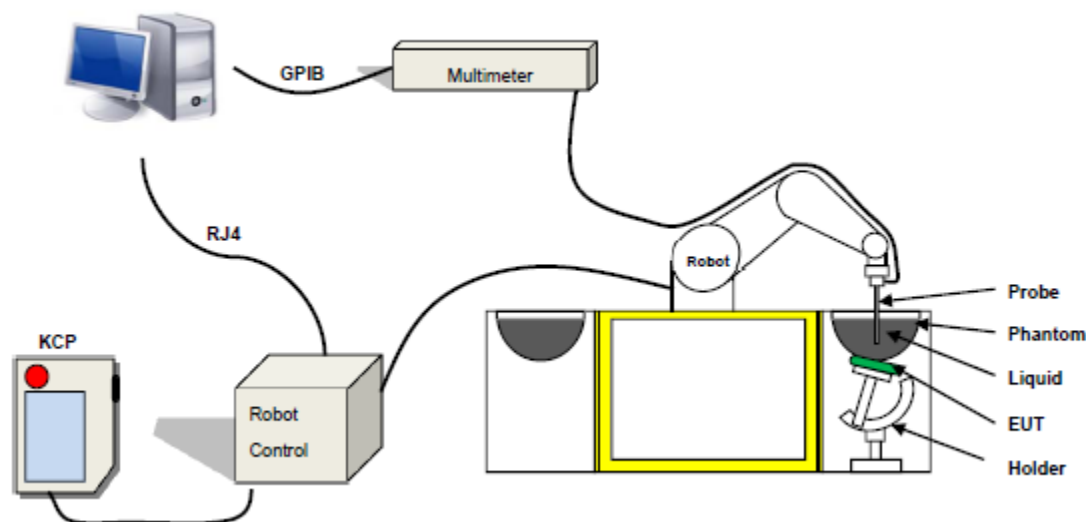 GPIB
Multimeter
RJ4
Robot
Probe
Phantom
KCP
Liquid
Robot
Control
EUT
Holder